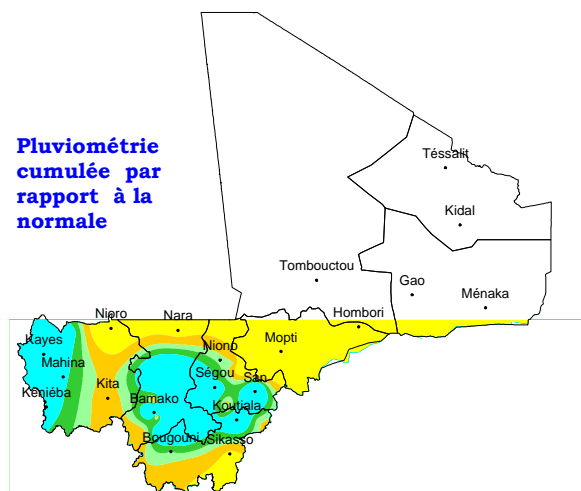 Pluviométrie
cumulée par
rapport à la
normale
Téssalit
Kidal
Tombouctou
Gao
Ménaka
Hombori
Nioro
Nara
Mopti
Kayes
Niono
Mahina
Kita
Ségou
San
Kéniéba
Bamako
Koutiala
Bougouni
Sikasso